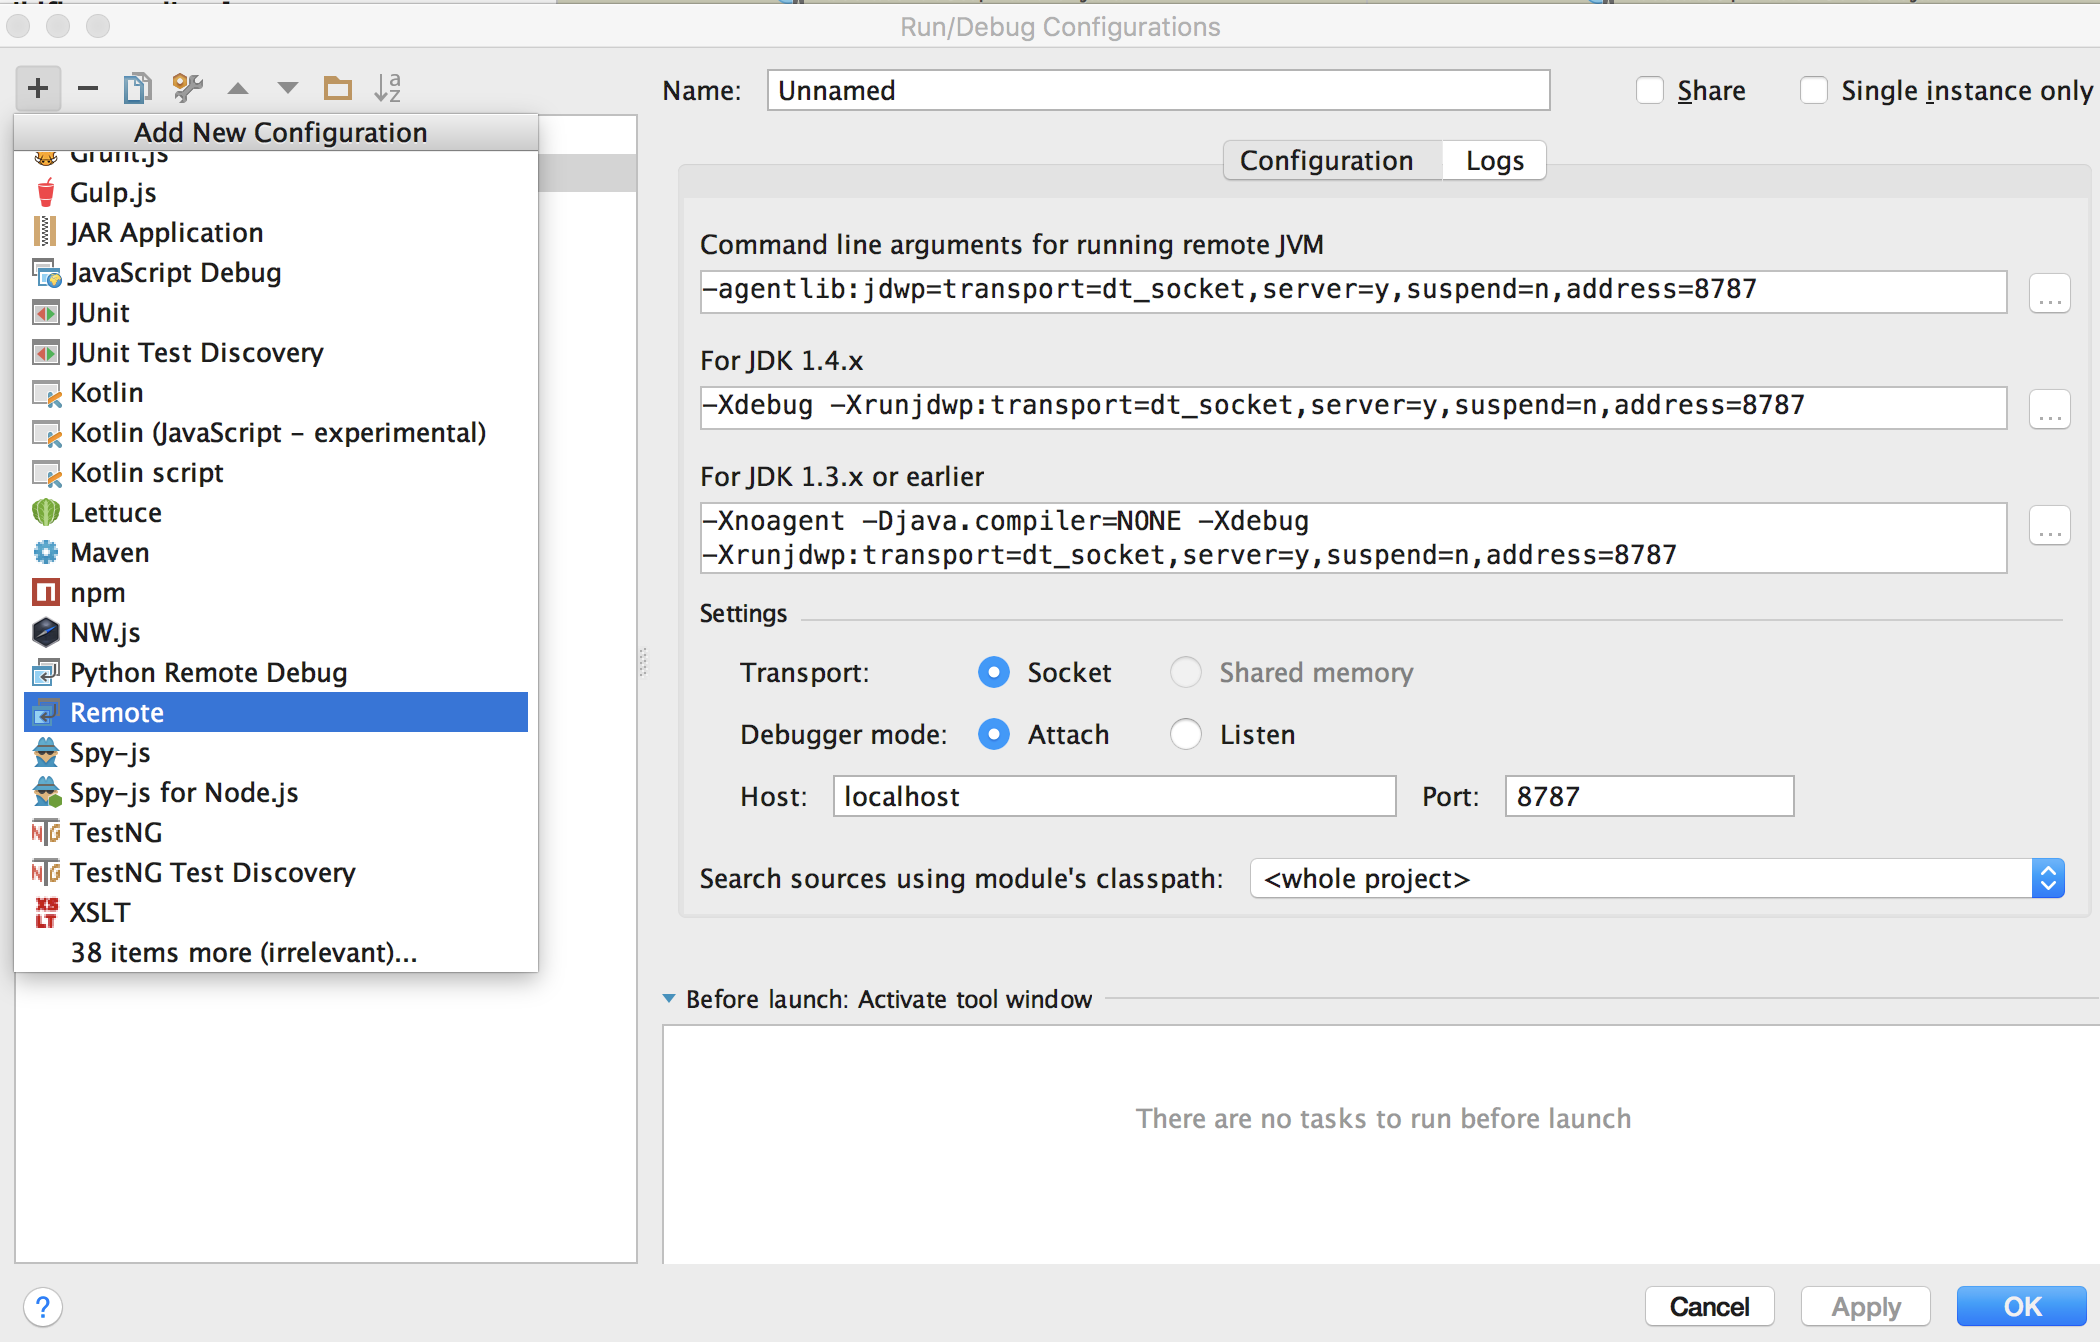 Run/Debug Configurations
Name: Unnamed Share Single instance only
Add New Configuration
Grunt.js
Gulp.js
JAR Application
JavaScript Debug
JUnit
JUnit Test Discovery
Kotlin
Kotlin (JavaScript - experimental)
Kotlin script
Lettuce
Maven
npm
NW.js
Python Remote Debug
Remote
Spy-js
Spy-js for Node.js
TestNG
TestNG Test Discovery
XSLT
38 items more (irrelevant)...
Configuration Logs
Command line arguments for running remote JVM
-agentlib:jdwp=transport=dt_socket,server=y,suspend=n,address=8787
...
For JDK 1.4.x
-Xdebug -Xrunjdwp:transport=dt_socket,server=y,suspend=n,address=8787
...
For JDK 1.3.x or earlier
-Xnoagent -Djava.compiler=NONE -Xdebug
-Xrunjdwp:transport=dt_socket,server=y,suspend=n,address=8787
...
Settings
Transport: Socket Shared memory
Debugger mode: Attach Listen
Host: localhost Port: 8787
Search sources using module's classpath: <whole project>
Before launch: Activate tool window
There are no tasks to run before launch
? Cancel Apply OK